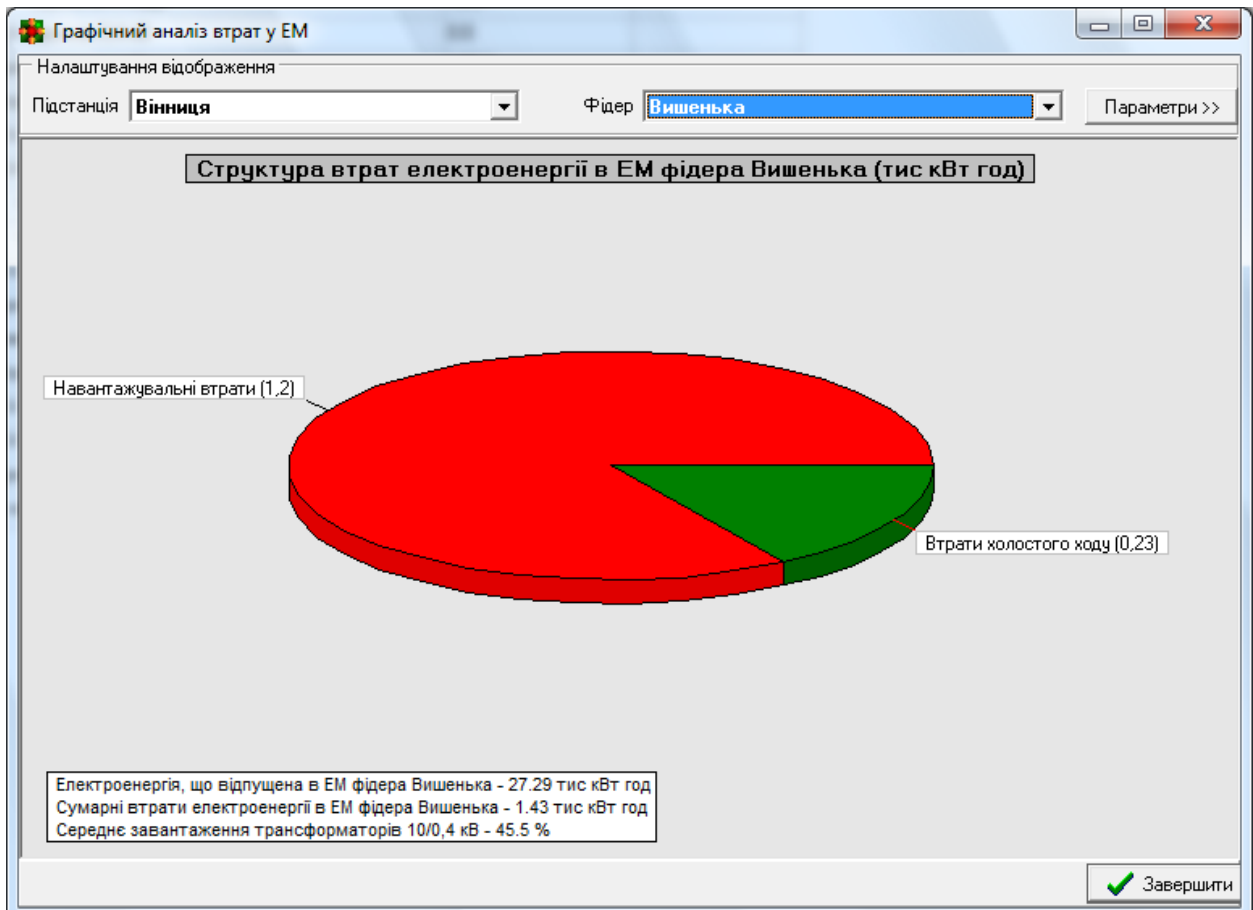 Графічний аналіз втрат у ЕМ
Налаштування відображення
Підстанція Вінниця Фідер Вишенька Параметри >>
Структура втрат електроенергії в ЕМ фідера Вишенька (тис кВт год)
Навантажувальні втрати (1,2)
Втрати холостого ходу (0,23)
Електроенергія, що відпущена в ЕМ фідера Вишенька - 27.29 тис кВт год
Сумарні втрати електроенергії в ЕМ фідера Вишенька - 1.43 тис кВт год
Середнє завантаження трансформаторів 10/0,4 кВ - 45.5 %
Завершити